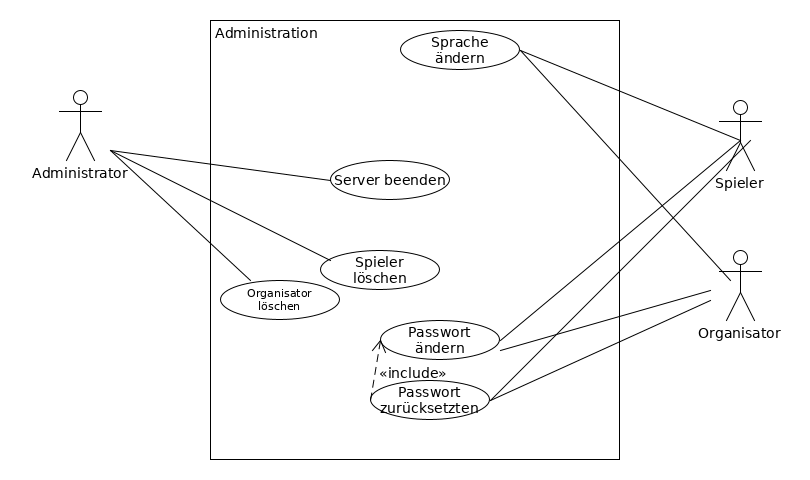 Administration
Sprache
ändern
Administrator
Server beenden
Spieler
Spieler
löschen
Organisator
löschen
Organisator
Passwort
ändern
«include»
Passwort
zurücksetzten